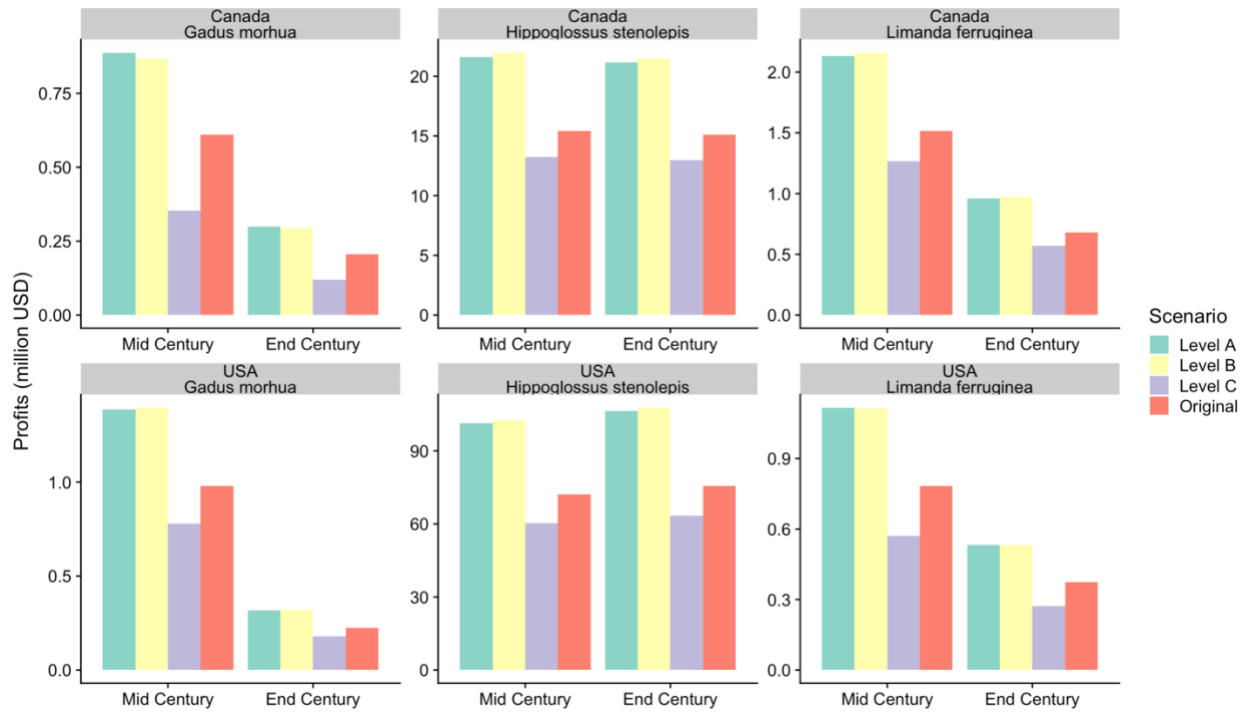 Canada
Gadus morhua
Canada
Hippoglossus stenolepis
Canada
Limanda ferruginea
0.75
0.50
0.25
0.00
20
15
10
5
0
2.0
1.5
1.0
0.5
0.0
Mid Century
End Century
Mid Century
End Century
Mid Century
End Century
USA
Gadus morhua
USA
Hippoglossus stenolepis
USA
Limanda ferruginea
1.0
0.5
0.0
90
60
30
0
0.9
0.6
0.3
0.0
Mid Century
End Century
Mid Century
End Century
Mid Century
End Century
Profits (million USD)
Scenario
Level A
Level B
Level C
Original